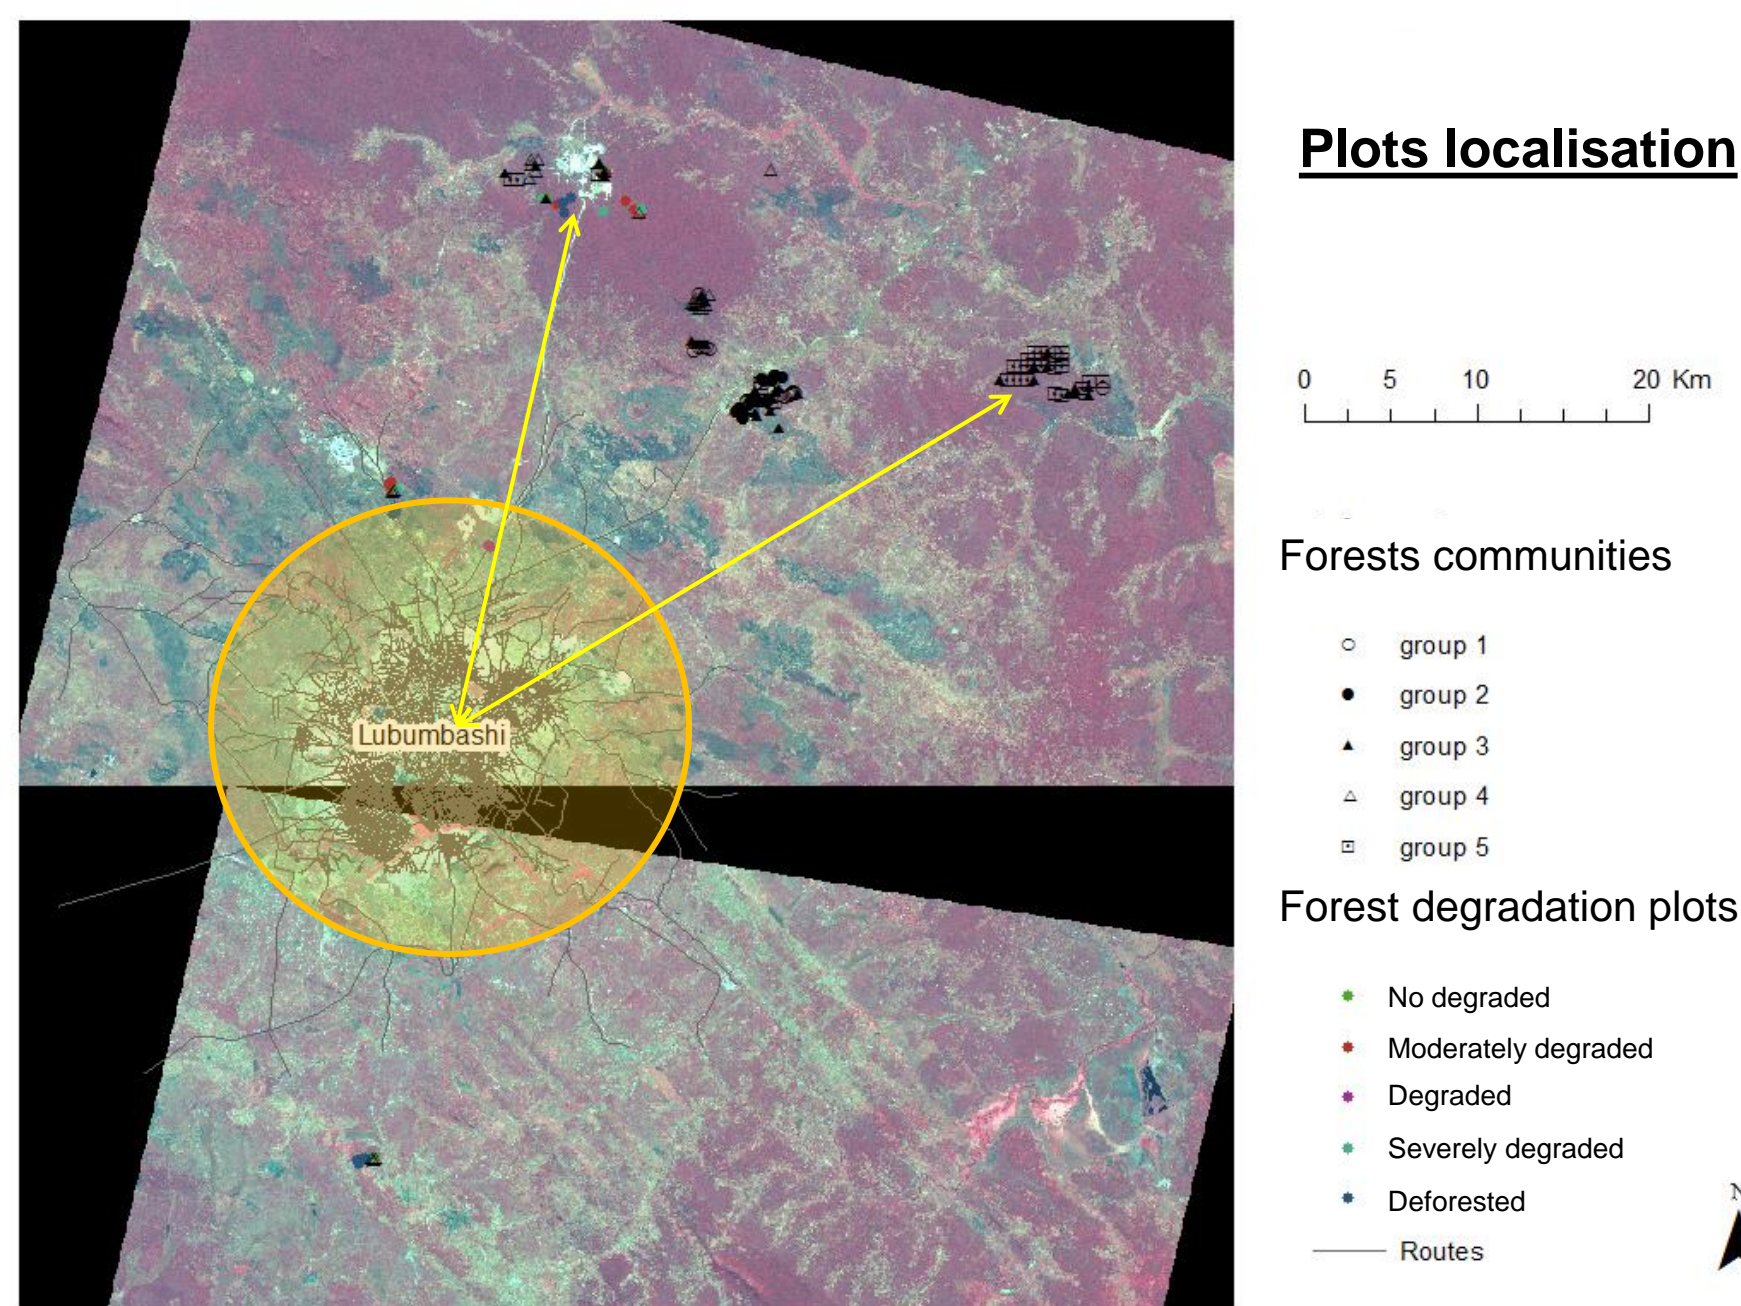 Plots localisation
0 5 10 20 Km
Forests communities
group 1
group 2
group 3
group 4
group 5
Forest degradation plots
No degraded
Moderately degraded
Degraded
Severely degraded
Deforested
Routes
N
Lubumbashi